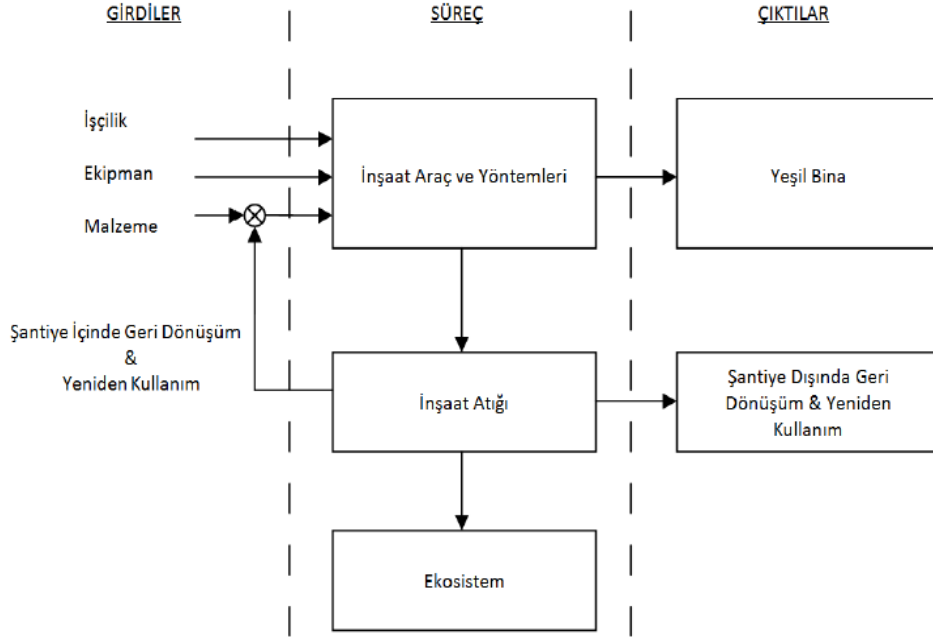 GİRDİLER
SÜREÇ
ÇIKTILAR
İşçilik
Ekipman
Malzeme
İnşaat Araç ve Yöntemleri
Yeşil Bina
Şantiye İçinde Geri Dönüşüm
&
Yeniden Kullanım
İnşaat Atığı
Şantiye Dışında Geri
Dönüşüm & Yeniden
Kullanım
Ekosistem